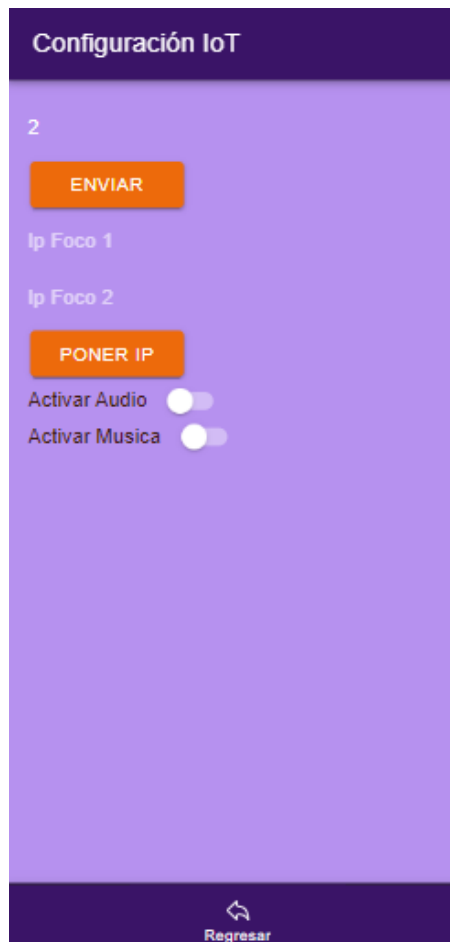 Configuración IoT
2
ENVIAR
Ip Foco 1
Ip Foco 2
PONER IP
Activar Audio
Activar Musica
Regresar